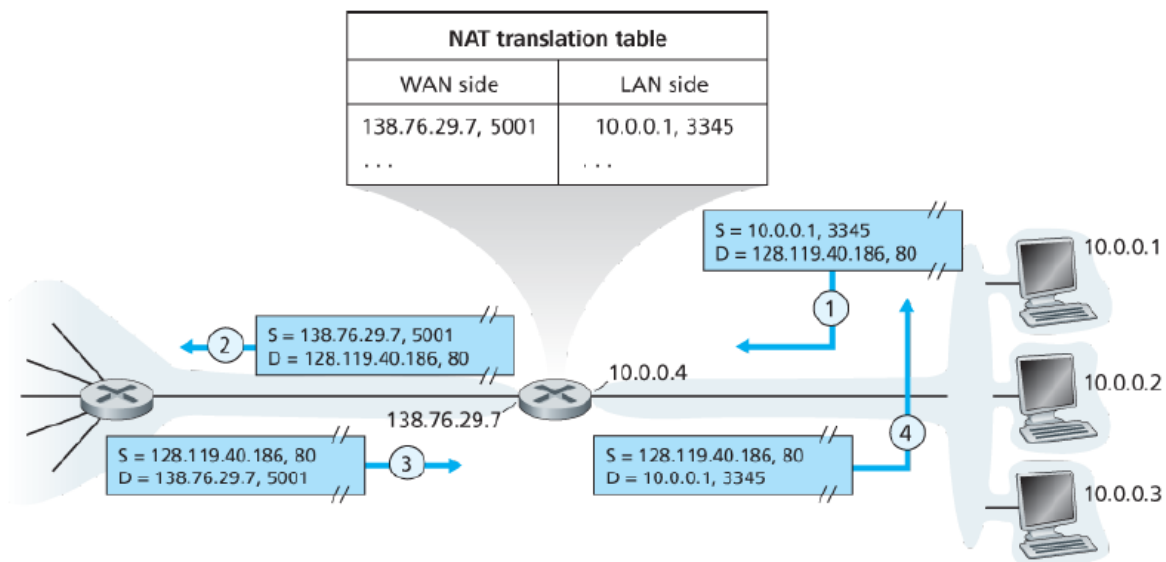 NAT translation table
WAN side LAN side
138.76.29.7, 5001 10.0.0.1, 3345
. . . . . .
S = 10.0.0.1, 3345
D = 128.119.40.186, 80
1
10.0.0.1
S = 138.76.29.7, 5001
D = 128.119.40.186, 80
2
10.0.0.4
10.0.0.2
138.76.29.7
S = 128.119.40.186, 80
D = 138.76.29.7, 5001
3
S = 128.119.40.186, 80
D = 10.0.0.1, 3345
4
10.0.0.3